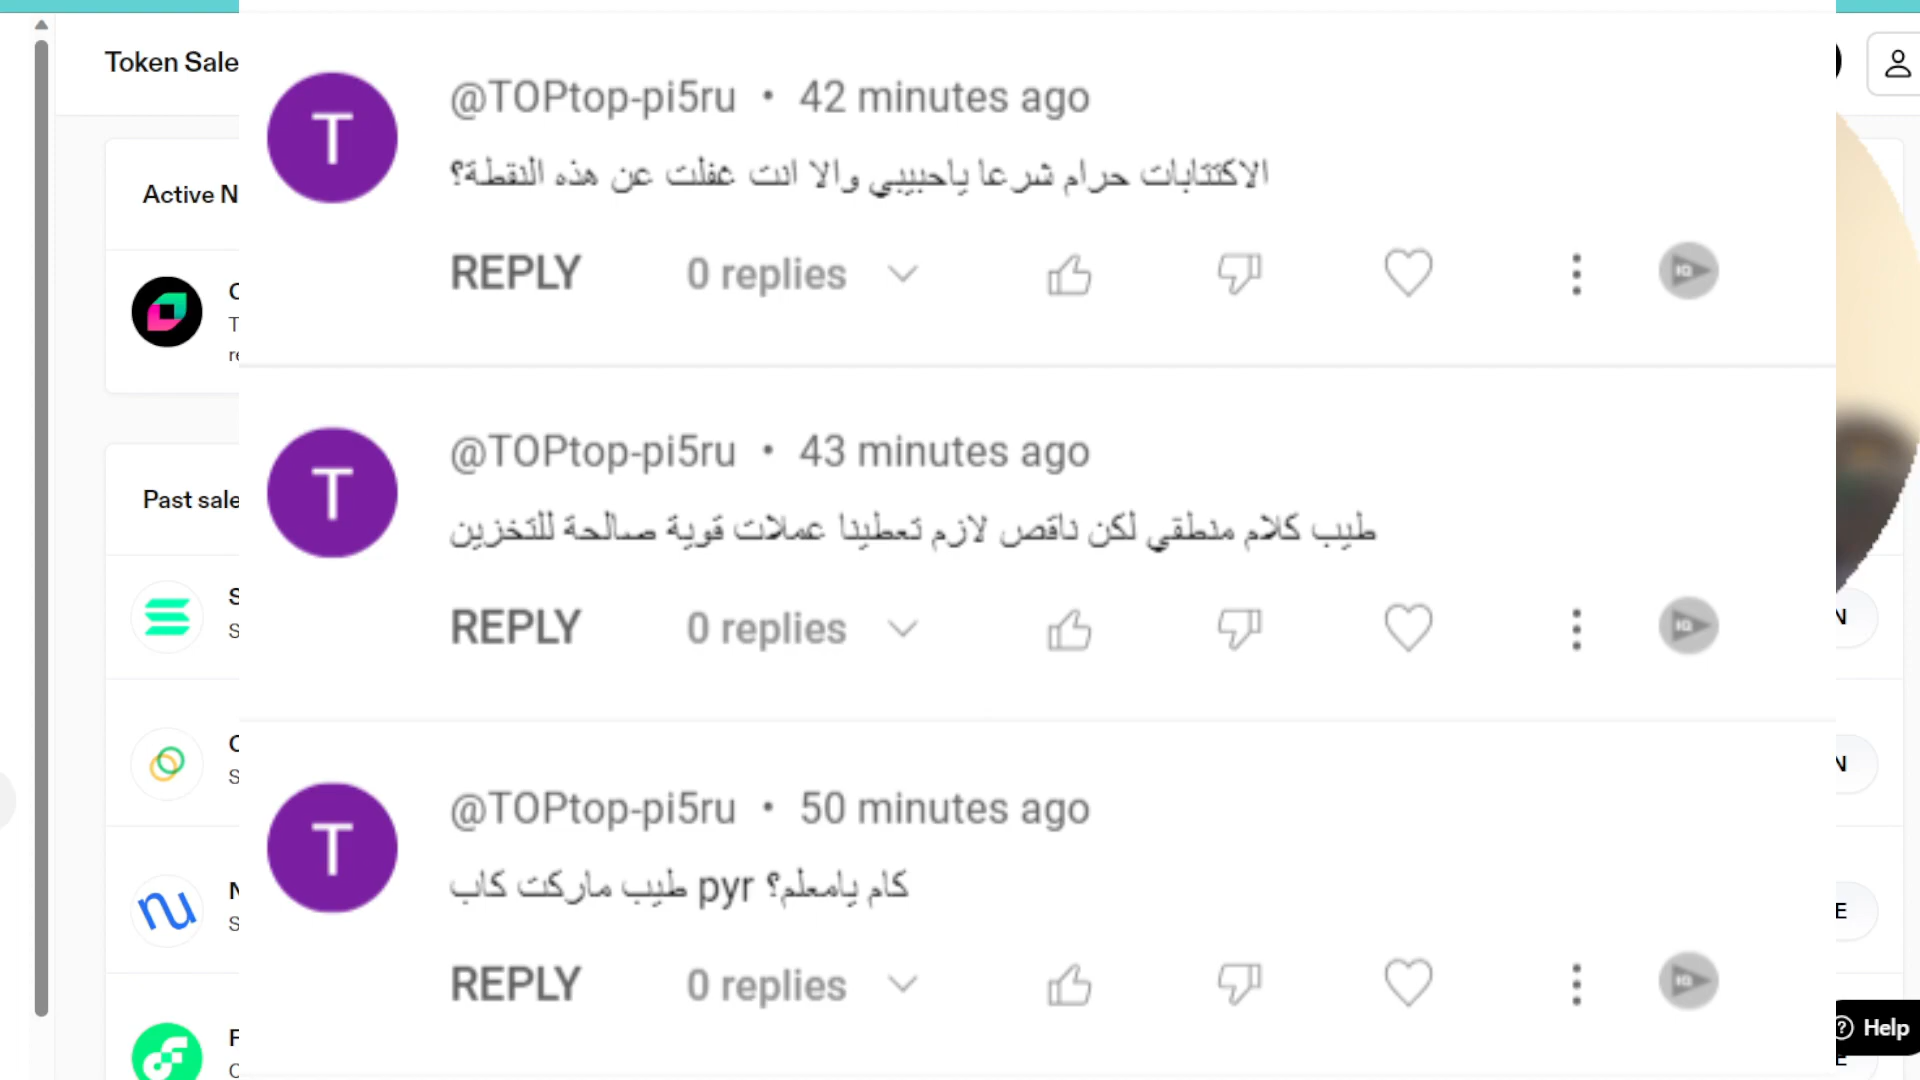 Token Sale
Active N
Past sale
@TOPtop-pi5ru • 42 minutes ago
الاكتتابات حرام شرعا ياحبيبي والا انت غفلت عن هذه النقطة؟
REPLY 0 replies
@TOPtop-pi5ru • 43 minutes ago
طيب كلام منطقي لكن ناقص لازم تعطينا عملات قوية صالحة للتخزين
REPLY 0 replies
@TOPtop-pi5ru • 50 minutes ago
كام يامعلم؟ pyr طيب ماركت كاب
REPLY 0 replies
Help